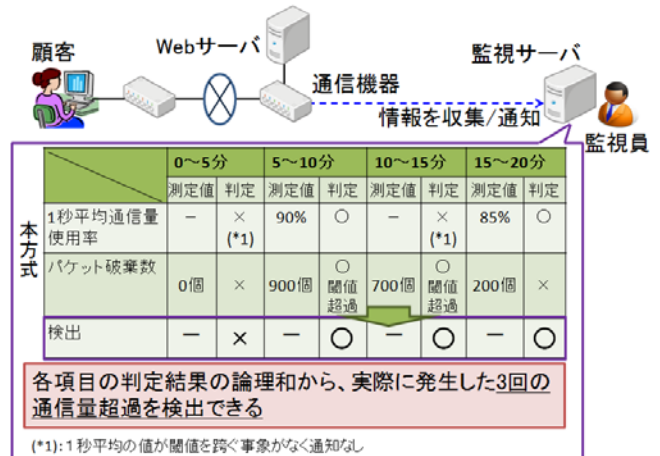 顧客
Webサーバ
監視サーバ
通信機器
情報を収集/通知
監視員
本方式
0～5分 5～10分 10～15分 15～20分
測定値 判定 測定値 判定 測定値 判定 測定値 判定
1秒平均通信量使用率 － ×(*1) 90% ○ － ×(*1) 85% ○
パケット破棄数 0個 × 900個 ○閾値超過 700個 ○閾値超過 200個 ×
検出 － × － ○ － ○ － ○
各項目の判定結果の論理和から、実際に発生した3回の
通信量超過を検出できる
(*1):1秒平均の値が閾値を跨ぐ事象がなく通知なし